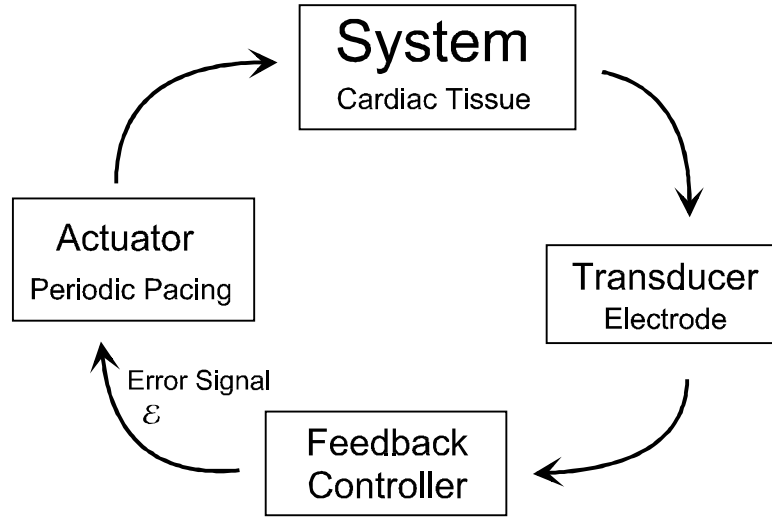 System
Cardiac Tissue
Actuator
Periodic Pacing
Transducer
Electrode
Error Signal
ε
Feedback
Controller